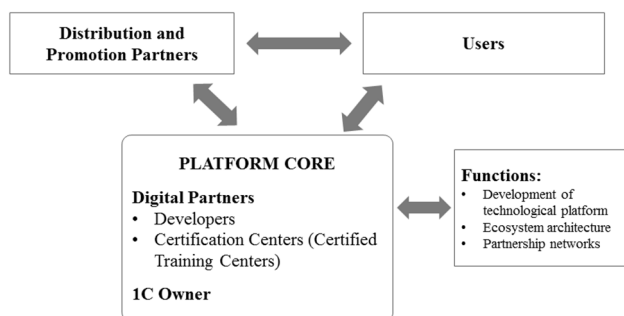 Distribution and
Promotion Partners
Users
PLATFORM CORE
Digital Partners
• Developers
• Certification Centers (Certified
Training Centers)
1C Owner
Functions:
• Development of
technological platform
• Ecosystem architecture
• Partnership networks